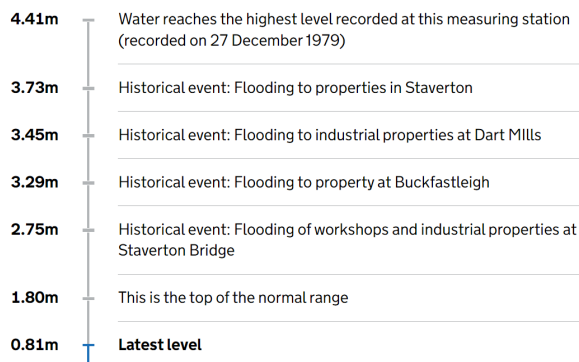 4.41m Water reaches the highest level recorded at this measuring station
(recorded on 27 December 1979)
3.73m Historical event: Flooding to properties in Staverton
3.45m Historical event: Flooding to industrial properties at Dart MIlls
3.29m Historical event: Flooding to property at Buckfastleigh
2.75m Historical event: Flooding of workshops and industrial properties at
Staverton Bridge
1.80m This is the top of the normal range
0.81m Latest level